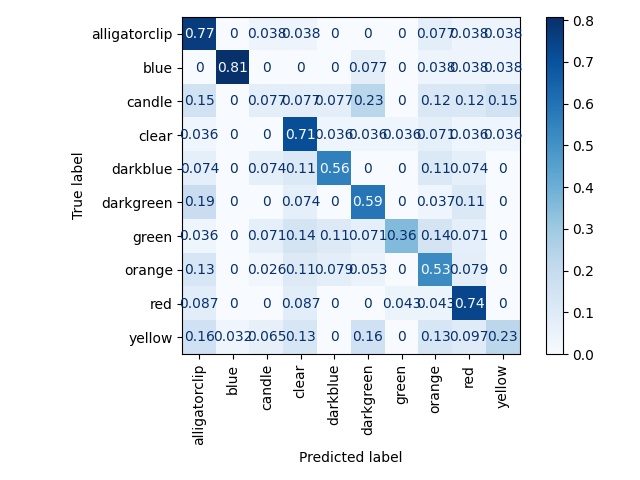 alligatorclip 0.77 0 0.038 0.038 0 0 0 0.077 0.038 0.038
blue 0 0.81 0 0 0 0.077 0 0.038 0.038 0.038
candle 0.15 0 0.077 0.077 0.077 0.23 0 0.12 0.12 0.15
clear 0.036 0 0 0.71 0.036 0.036 0.036 0.071 0.036 0.036
darkblue 0.074 0 0.074 0.11 0.56 0 0 0.11 0.074 0
darkgreen 0.19 0 0 0.074 0 0.59 0 0.037 0.11 0
green 0.036 0 0.071 0.14 0.11 0.071 0.36 0.14 0.071 0
orange 0.13 0 0.026 0.11 0.079 0.053 0 0.53 0.079 0
red 0.087 0 0 0.087 0 0 0.043 0.043 0.74 0
yellow 0.16 0.032 0.065 0.13 0 0.16 0 0.13 0.097 0.23
True label
alligatorclip
blue
candle
clear
darkblue
darkgreen
green
orange
red
yellow
Predicted label
0.8
0.7
0.6
0.5
0.4
0.3
0.2
0.1
0.0